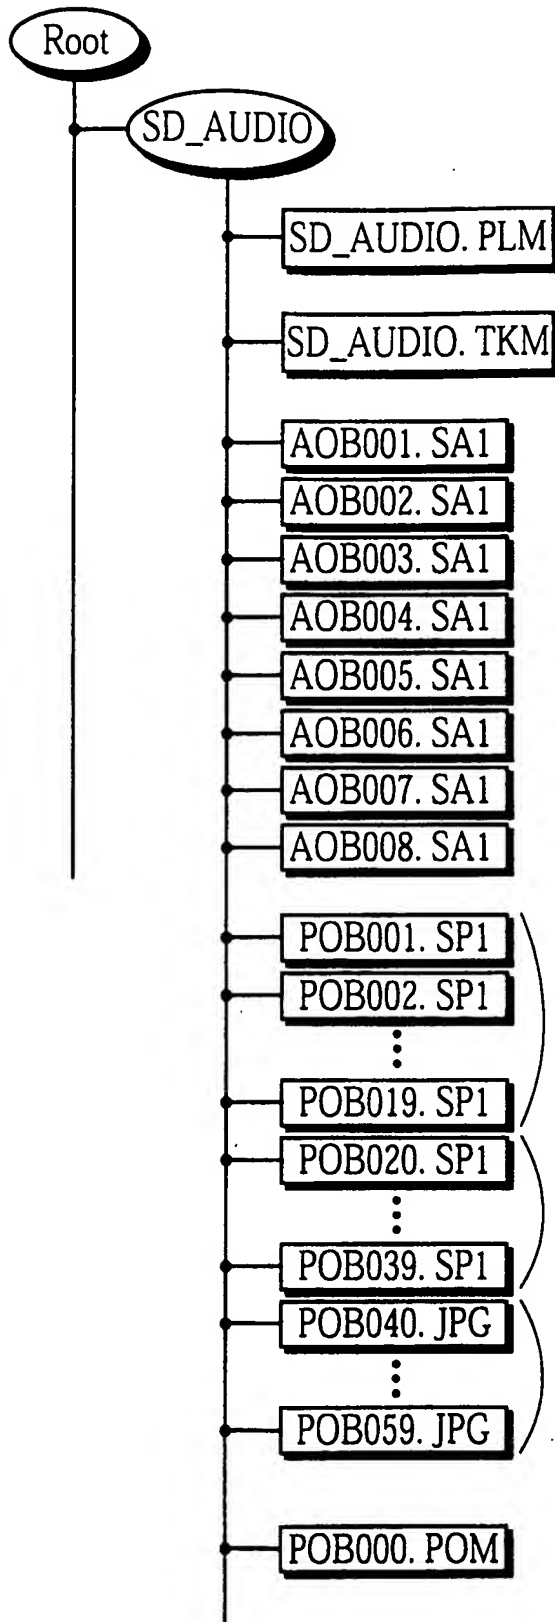 Root
SD_AUDIO
SD_AUDIO. PLM
SD_AUDIO. TKM
AOB001. SA1
AOB002. SA1
AOB003. SA1
AOB004. SA1
AOB005. SA1
AOB006. SA1
AOB007. SA1
AOB008. SA1
POB001. SP1
POB002. SP1
POB019. SP1
POB020. SP1
POB039. SP1
POB040. JPG
POB059. JPG
POB000. POM